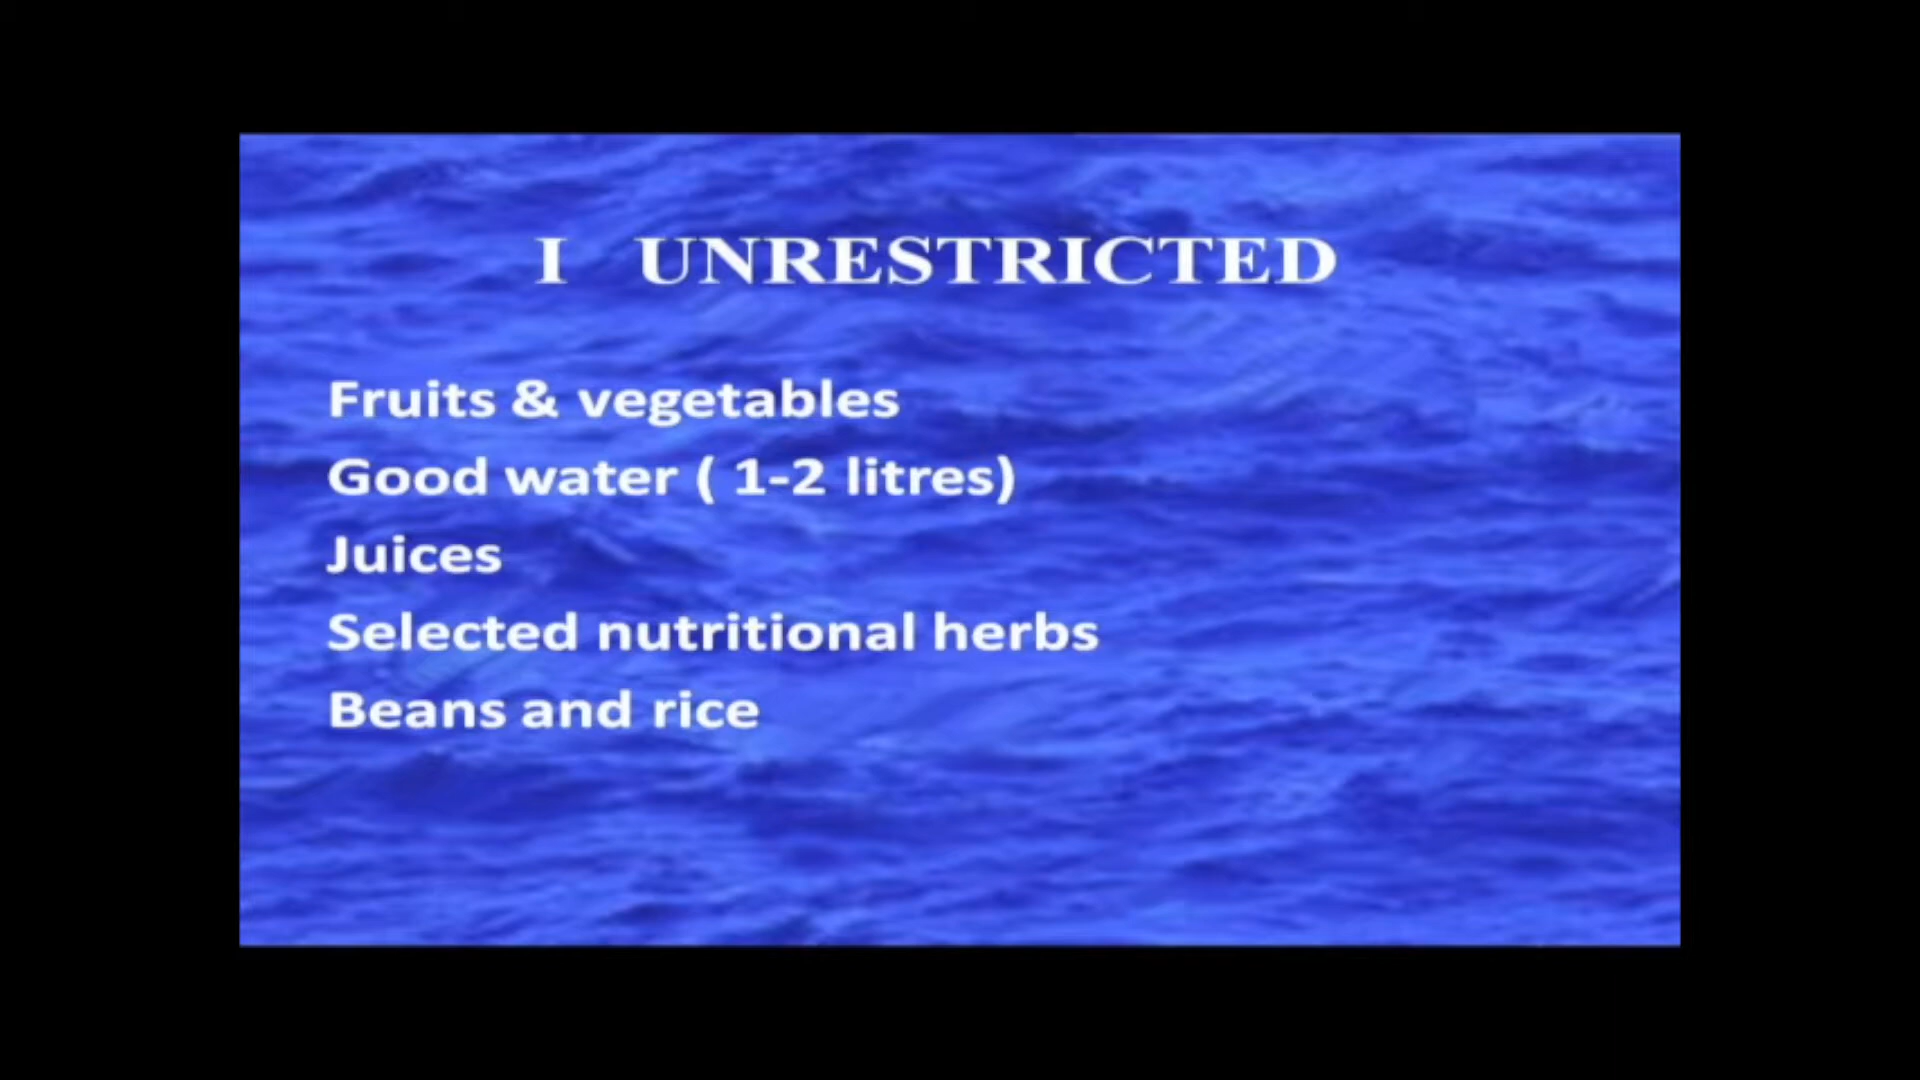 I UNRESTRICTED
Fruits & vegetables
Good water ( 1-2 litres)
Juices
Selected nutritional herbs
Beans and rice